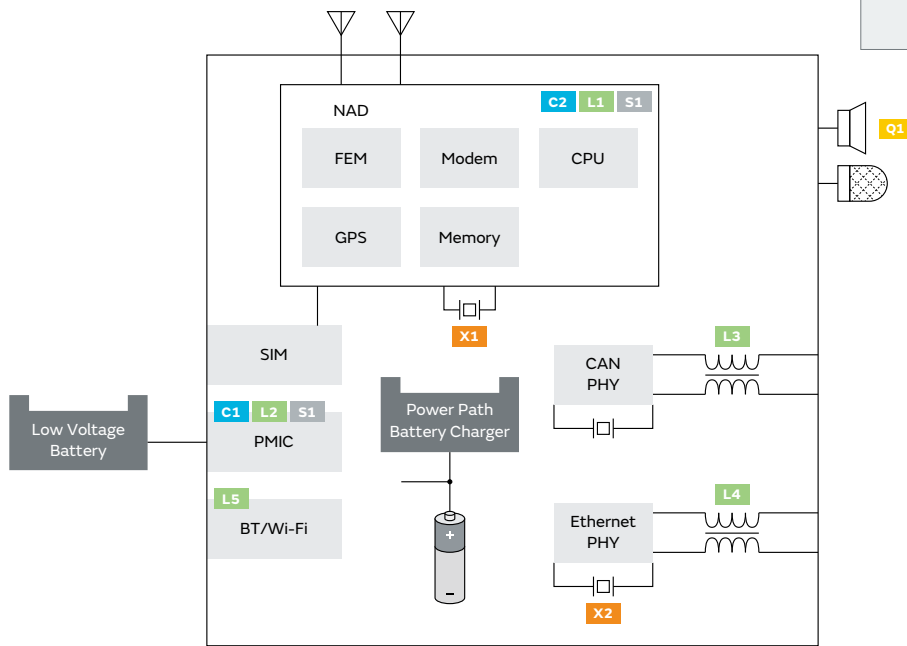 C2 L1 S1
NAD
Q1
FEM Modem CPU
GPS Memory
X1
SIM
L3
CAN
PHY
C1 L2 S1
Low Voltage
Battery
PMIC
Power Path
Battery Charger
L5
BT/Wi-Fi
L4
Ethernet
PHY
+
-
X2